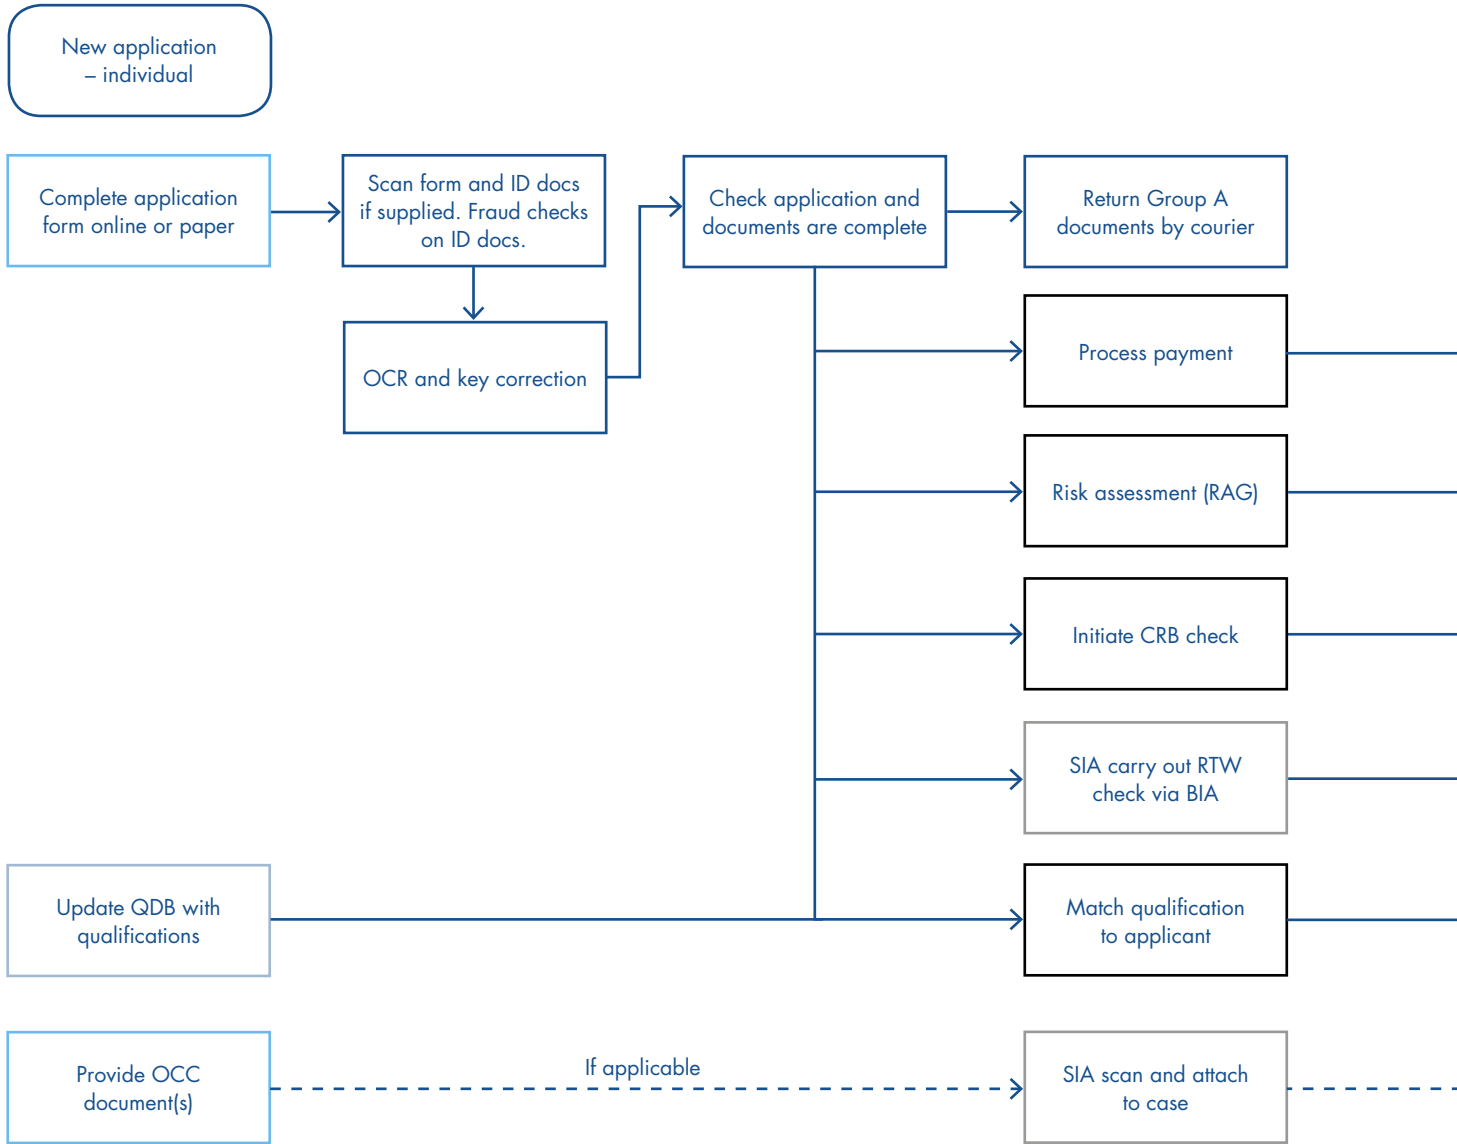 New application
– individual
Complete application
form online or paper
Scan form and ID docs
if supplied. Fraud checks
on ID docs.
Check application and
documents are complete
Return Group A
documents by courier
OCR and key correction
Process payment
Risk assessment (RAG)
Initiate CRB check
SIA carry out RTW
check via BIA
Update QDB with
qualifications
Match qualification
to applicant
Provide OCC
document(s)
If applicable
SIA scan and attach
to case